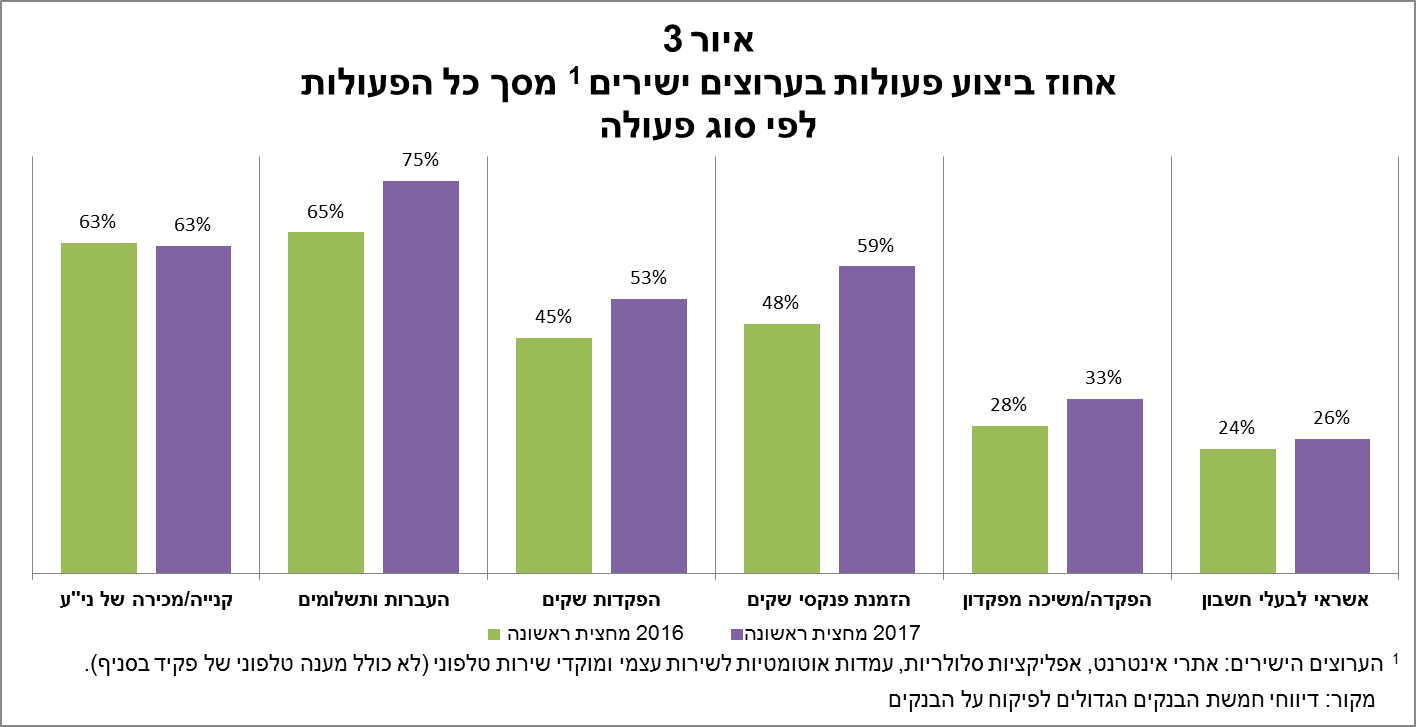 איור 3
אחוז ביצוע פעולות בערוצים ישירים ¹ מסך כל הפעולות
לפי סוג פעולה
63% 63%
65% 75%
45% 53%
48% 59%
28% 33%
24% 26%
קנייה/מכירה של ני"ע
העברות ותשלומים
הפקדות שקים
הזמנת פנקסי שקים
הפקדה/משיכה מפקדון
אשראי לבעלי חשבון
2016 מחצית ראשונה
2017 מחצית ראשונה
¹ הערוצים הישירים: אתרי אינטרנט, אפליקציות סלולריות, עמדות אוטומטיות לשירות עצמי ומוקדי שירות טלפוני (לא כולל מענה טלפוני של פקיד בסניף).
מקור: דיווחי חמשת הבנקים הגדולים לפיקוח על הבנקים